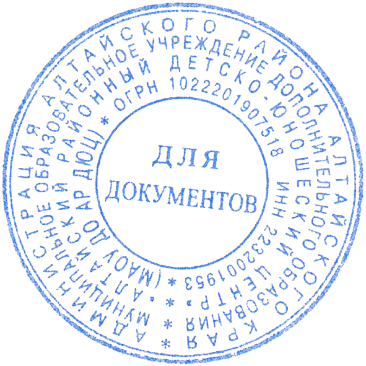 АДМИНИСТРАЦИЯ АЛТАЙСКОГО РАЙОНА АЛТАЙСКОГО КРАЯ *
МУНИЦИПАЛЬНОЕ ОБРАЗОВАТЕЛЬНОЕ УЧРЕЖДЕНИЕ ДОПОЛНИТЕЛЬНОГО ОБРАЗОВАНИЯ *
"АЛТАЙСКИЙ РАЙОННЫЙ ДЕТСКО ЮНОШЕСКИЙ ЦЕНТР" *
(МАОУ ДО АР ДЮЦ) * ОГРН 1022201907518 ИНН 2232001953 *
ДЛЯ
ДОКУМЕНТОВ